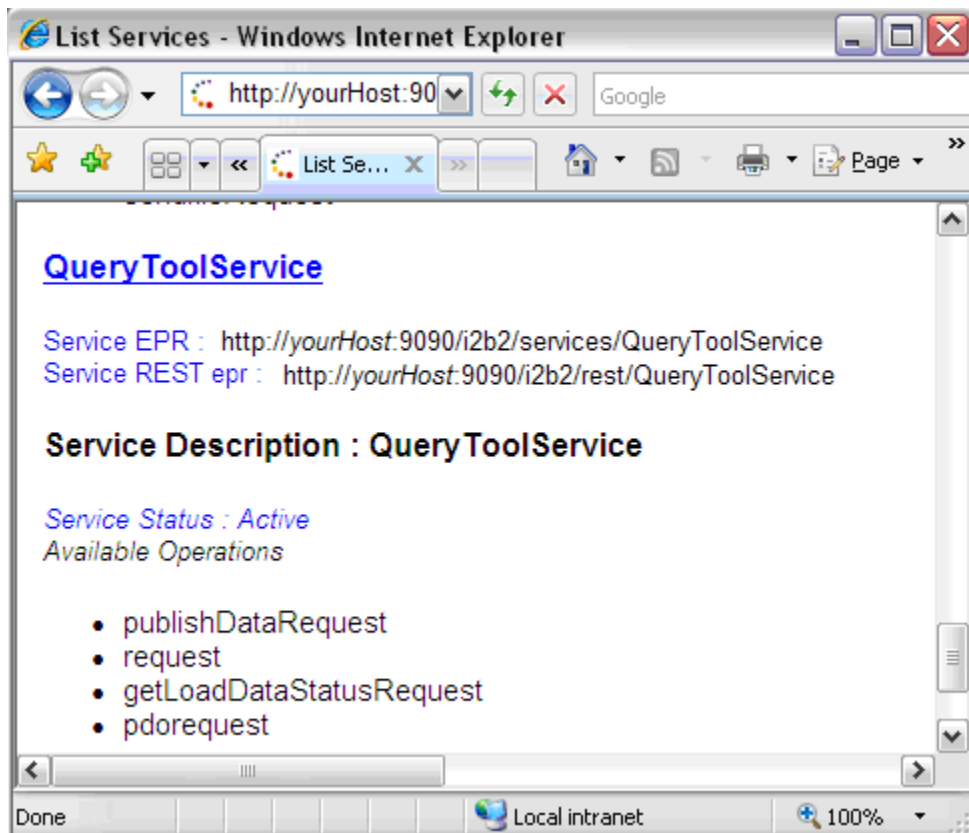 List Services - Windows Internet Explorer
http://yourHost:90
Google
List Se...
Page
QueryToolService
Service EPR : http://yourHost:9090/i2b2/services/QueryToolService
Service REST epr : http://yourHost:9090/i2b2/rest/QueryToolService
Service Description : QueryToolService
Service Status : Active
Available Operations
publishDataRequest
request
getLoadDataStatusRequest
pdorequest
Done
Local intranet
100%